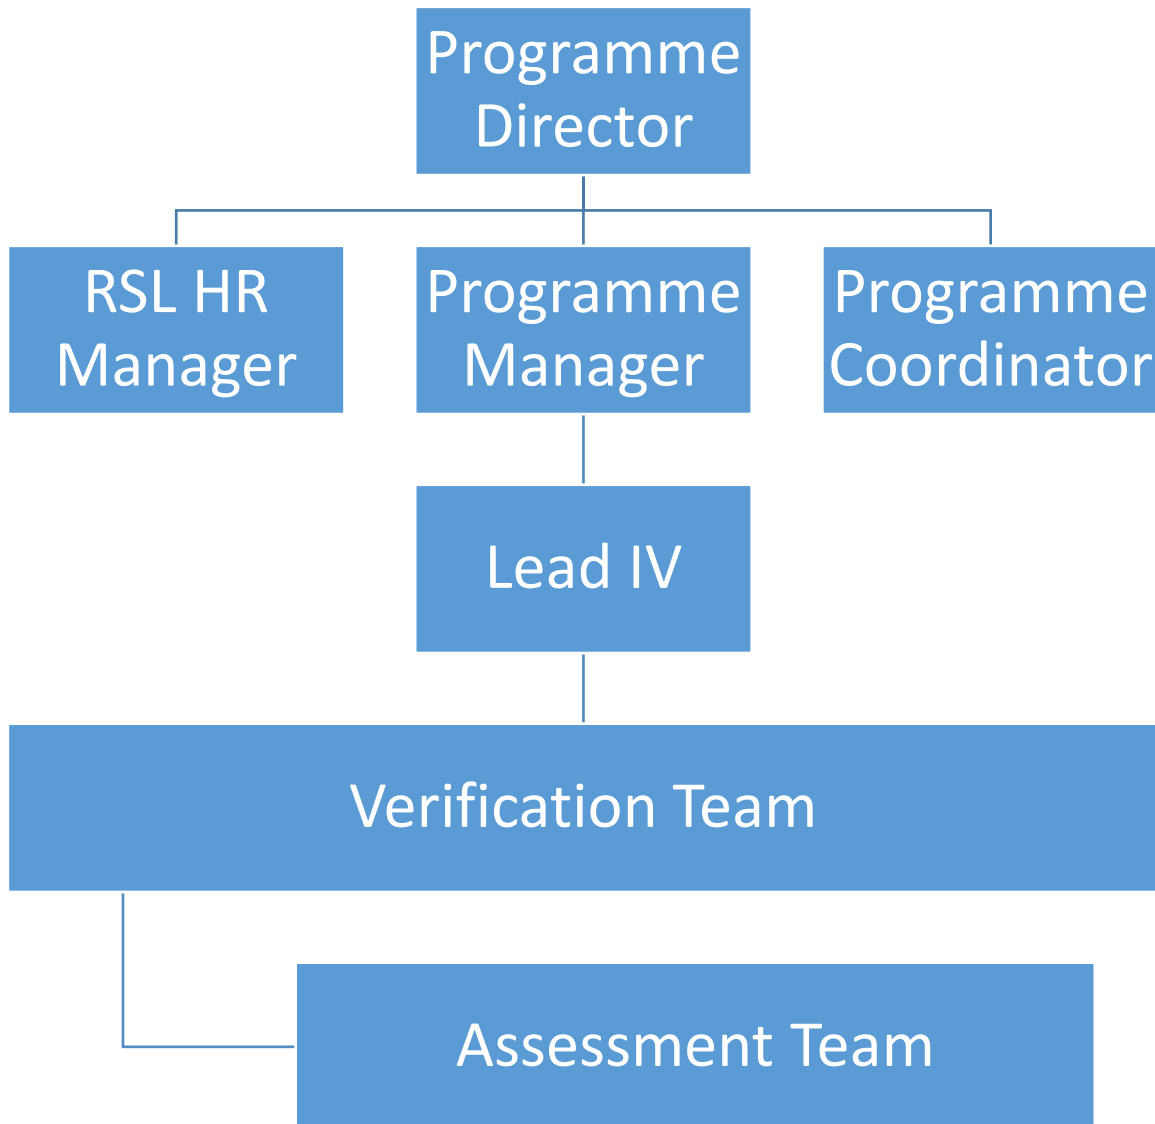 Programme
Director
RSL HR
Manager
Programme
Manager
Programme
Coordinator
Lead IV
Verification Team
Assessment Team